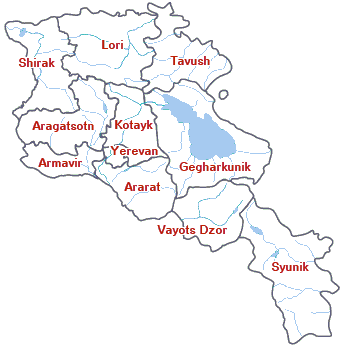 Lori
Tavush
Shirak
Aragatsotn
Kotayk
Yerevan
Armavir
Gegharkunik
Ararat
Vayots Dzor
Syunik